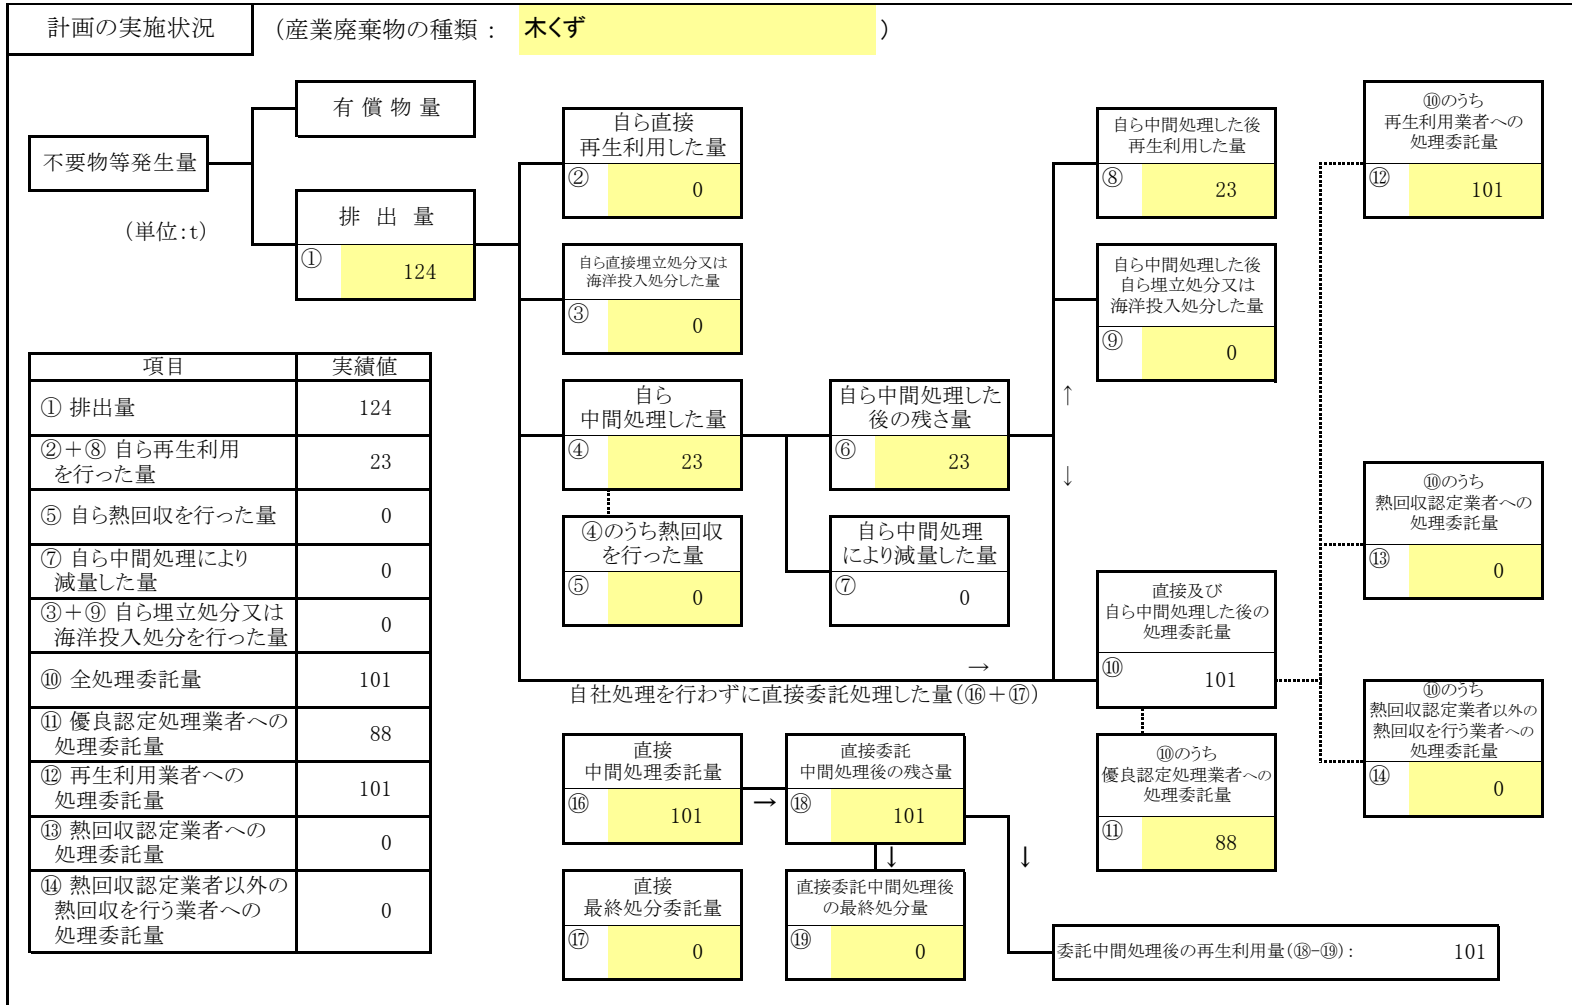 計画の実施状況
(産業廃棄物の種類： 木くず )
有償物量
不要物等発生量
(単位:t)
排出量
① 124
自ら直接
再生利用した量
② 0
自ら直接埋立処分又は
海洋投入処分した量
③ 0
自ら
中間処理した量
④ 23
④のうち熱回収
を行った量
⑤ 0
自ら中間処理した
後の残さ量
⑥ 23
自ら中間処理
により減量した量
⑦ 0
自ら中間処理した後
再生利用した量
⑧ 23
自ら中間処理した後
自ら埋立処分又は
海洋投入処分した量
⑨ 0
↑
↓
直接及び
自ら中間処理した後の
処理委託量
⑩ 101
⑩のうち
優良認定処理業者への
処理委託量
⑪ 88
⑩のうち
再生利用業者への
処理委託量
⑫ 101
⑩のうち
熱回収認定業者への
処理委託量
⑬ 0
⑩のうち
熱回収認定業者以外の
熱回収を行う業者への
処理委託量
⑭ 0
→
自社処理を行わずに直接委託処理した量(⑯＋⑰)
直接
中間処理委託量
⑯ 101
→
直接委託
中間処理後の残さ量
⑱ 101
↓
↓
直接
最終処分委託量
⑰ 0
直接委託中間処理後
の最終処分量
⑲ 0
委託中間処理後の再生利用量(⑱-⑲)： 101
項目 実績値
① 排出量 124
②＋⑧ 自ら再生利用
を行った量 23
⑤ 自ら熱回収を行った量 0
⑦ 自ら中間処理により
減量した量 0
③＋⑨ 自ら埋立処分又は
海洋投入処分を行った量 0
⑩ 全処理委託量 101
⑪ 優良認定処理業者への
処理委託量 88
⑫ 再生利用業者への
処理委託量 101
⑬ 熱回収認定業者への
処理委託量 0
⑭ 熱回収認定業者以外の
熱回収を行う業者への
処理委託量 0